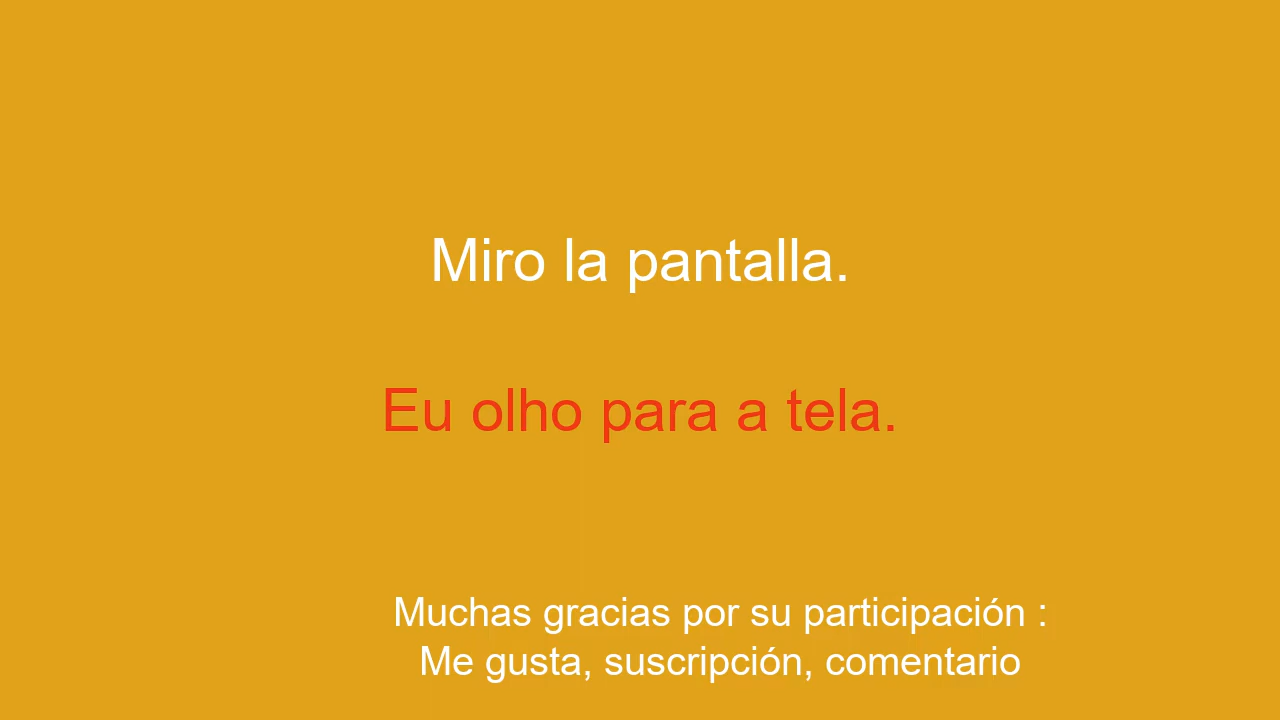 Miro la pantalla.
Eu olho para a tela.
Muchas gracias por su participación :
Me gusta, suscripción, comentario